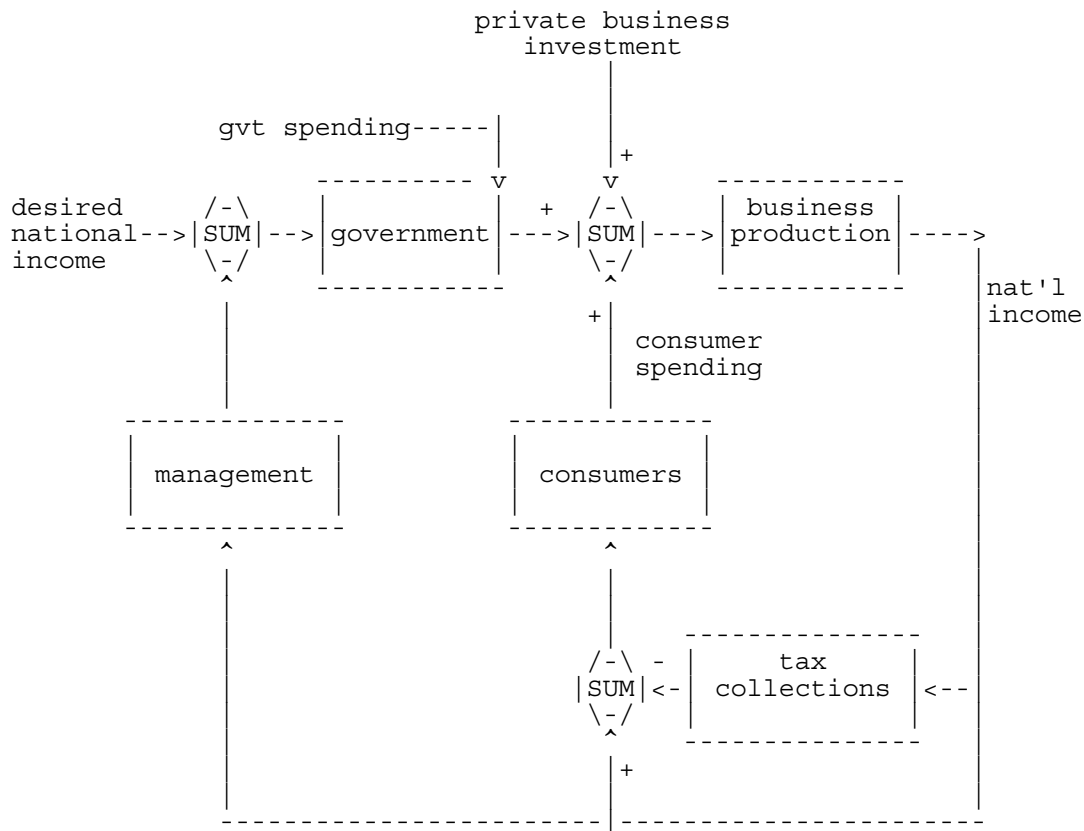 private business
investment
gvt spending
+
desired
national
income
SUM
government
+
SUM
business
production
nat'l
income
+
consumer
spending
management
consumers
SUM
-
tax
collections
+